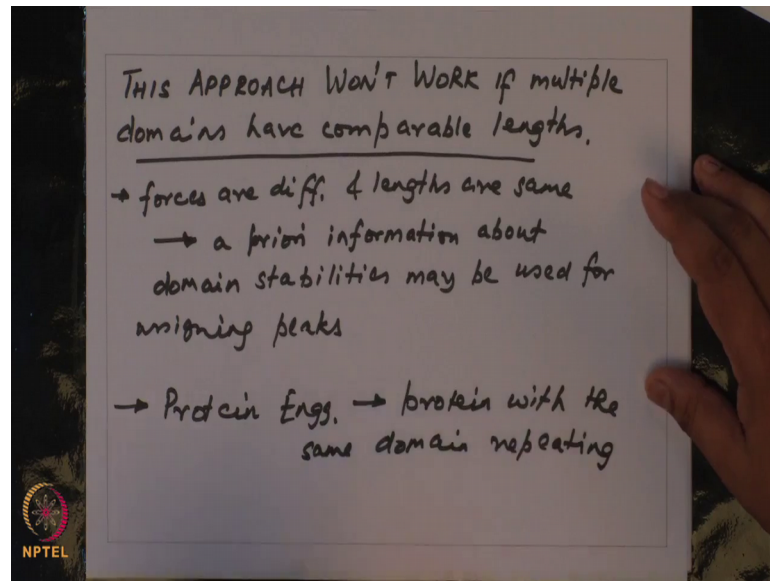 THIS APPROACH WON'T WORK if multiple
domains have comparable lengths.
→ forces are diff. & lengths are same
→ a priori information about
domain stabilities may be used for
assigning peaks
→ Protein Engg. → protein with the
same domain repeating
NPTEL